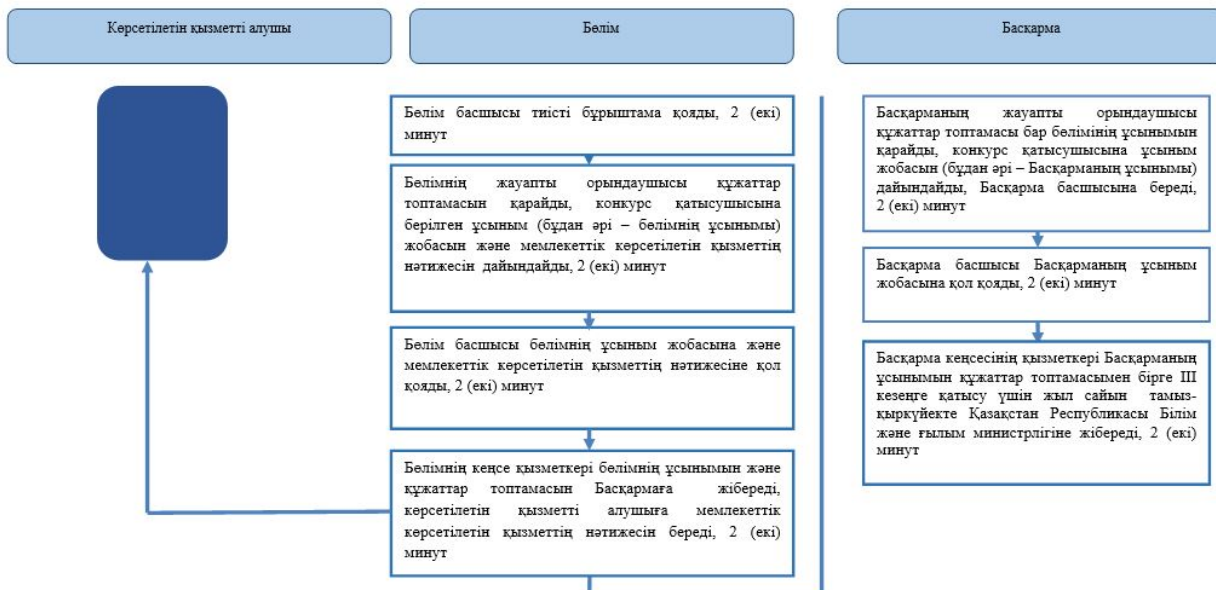 Көрсетілетін қызметті алушы
Бөлім
Басқарма
Бөлім басшысы тиісті бұрыштама қояды, 2 (екі)
минут
Бөлімнің жауапты орындаушысы құжаттар
топтамасын қарайды, конкурс қатысушысына
берілген ұсыным (бұдан әрі – бөлімнің ұсынымы)
жобасын және мемлекеттік көрсетілетін қызметтің
нәтижесін дайындайды, 2 (екі) минут
Бөлім басшысы бөлімнің ұсыным жобасына және
мемлекеттік көрсетілетін қызметтің нәтижесіне қол
қояды, 2 (екі) минут
Бөлімнің кеңсе қызметкері бөлімнің ұсынымын және
құжаттар топтамасын Басқармаға жібереді,
көрсетілетін қызметті алушыға мемлекеттік
көрсетілетін қызметтің нәтижесін береді, 2 (екі)
минут
Басқарманың жауапты орындаушысы
құжаттар топтамасы бар бөлімінің ұсынымын
қарайды, конкурс қатысушысына ұсыным
жобасын (бұдан әрі – Басқарманың ұсынымы)
дайындайды, Басқарма басшысына береді,
2 (екі) минут
Басқарма басшысы Басқарманың ұсыным
жобасына қол қояды, 2 (екі) минут
Басқарма кеңсесінің қызметкері Басқарманың
ұсынымын құжаттар топтамасымен бірге III
кезеңге қатысу үшін жыл сайын тамыз-
қыркүйекте Қазақстан Республикасы Білім
және ғылым министрлігіне жібереді, 2 (екі)
минут